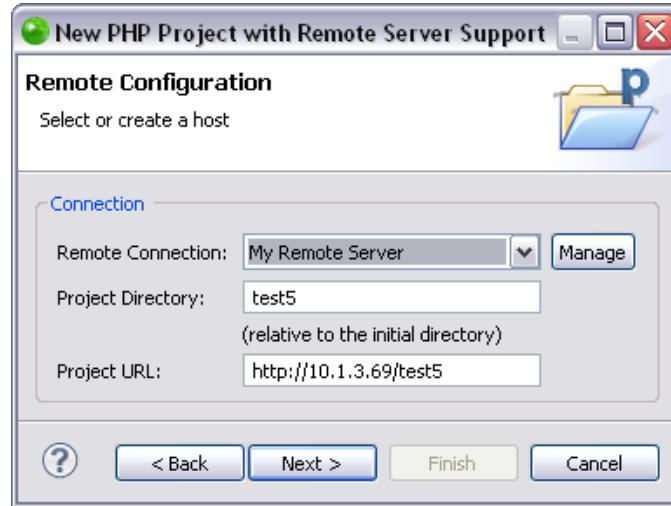 New PHP Project with Remote Server Support
Remote Configuration
Select or create a host
Connection
Remote Connection: My Remote Server Manage
Project Directory: test5
(relative to the initial directory)
Project URL: http://10.1.3.69/test5
? < Back Next > Finish Cancel